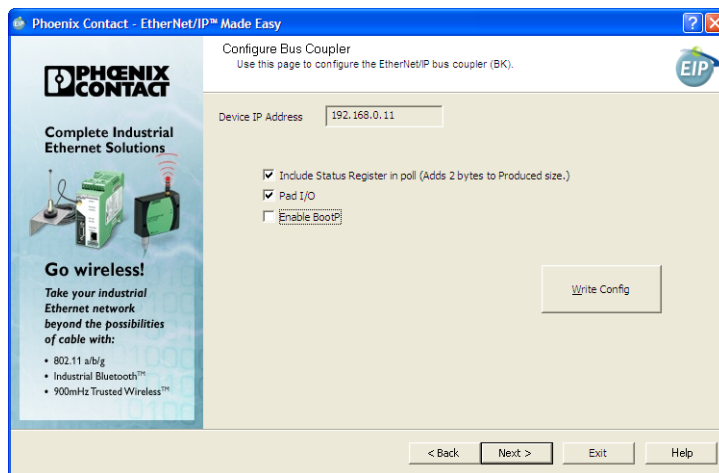 Phoenix Contact - EtherNet/IP™ Made Easy
PHŒNIX
CONTACT
Complete Industrial
Ethernet Solutions
Go wireless!
Take your industrial
Ethernet network
beyond the possibilities
of cable with:
• 802.11 a/b/g
• Industrial Bluetooth™
• 900mHz Trusted Wireless™
Configure Bus Coupler
Use this page to configure the EtherNet/IP bus coupler (BK).
EIP
Device IP Address 192.168.0.11
Include Status Register in poll (Adds 2 bytes to Produced size.)
Pad I/O
Enable BootP
Write Config
< Back Next > Exit Help